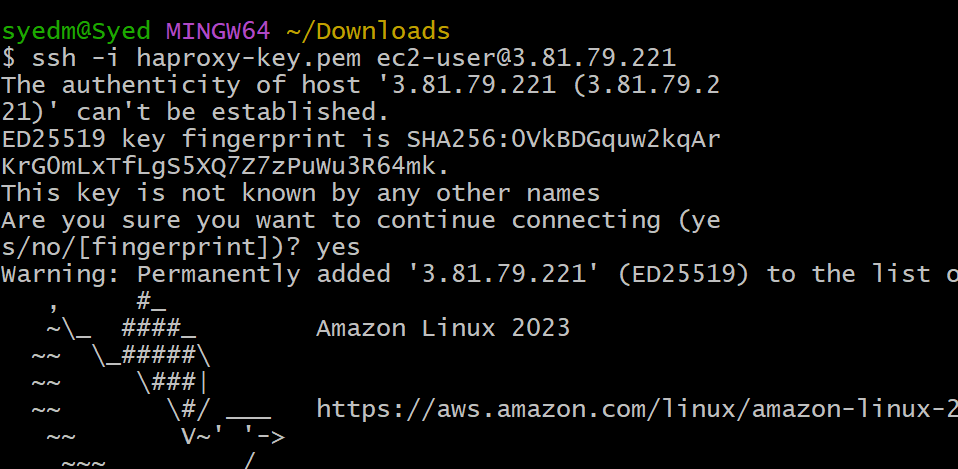 syedm@Syed MINGW64 ~/Downloads
$ ssh -i haproxy-key.pem ec2-user@3.81.79.221
The authenticity of host '3.81.79.221 (3.81.79.2
21)' can't be established.
ED25519 key fingerprint is SHA256:0VkBDGquw2kqAr
KrG0mLxTfLgS5XQ7Z7zPuWu3R64mk.
This key is not known by any other names
Are you sure you want to continue connecting (ye
s/no/[fingerprint])? yes
Warning: Permanently added '3.81.79.221' (ED25519) to the list o
   ,     #_
   ~\_  ####_        Amazon Linux 2023
  ~~  \_#####\
  ~~     \###|
  ~~       \#/ ___   https://aws.amazon.com/linux/amazon-linux-2
   ~~       V~' '->
    ~~~         /